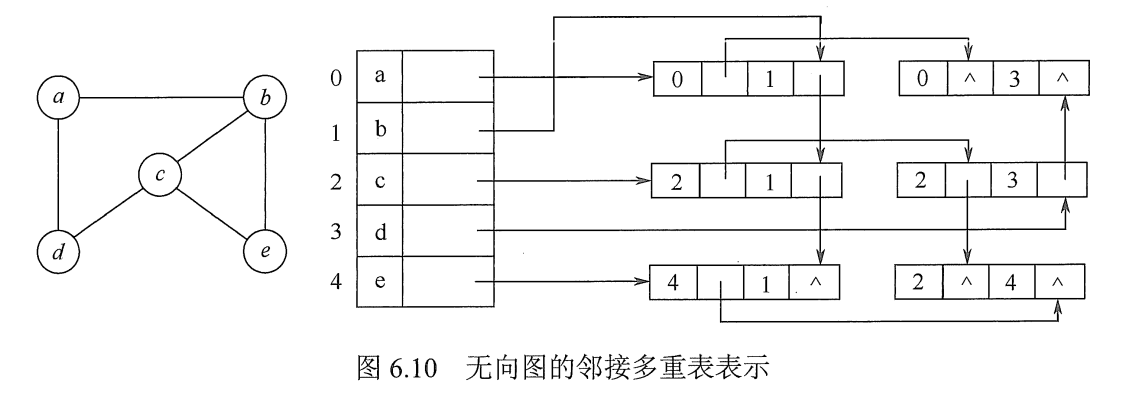 a b
c
d e
0 a 0 1 0 ^ 3 ^
1 b
2 c 2 1 2 3
3 d
4 e 4 1 ^ 2 ^ 4 ^
图 6.10 无向图的邻接多重表表示